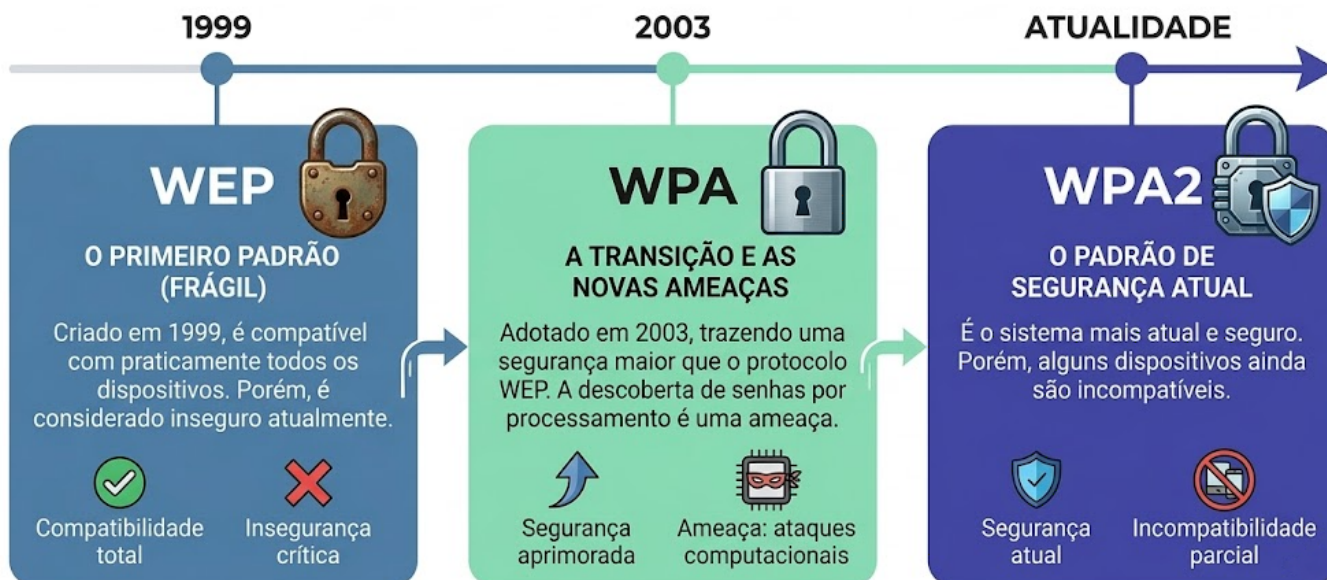 1999
2003
ATUALIDADE
WEP
O PRIMEIRO PADRÃO
(FRÁGIL)
Criado em 1999, é compatível
com praticamente todos os
dispositivos. Porém, é
considerado inseguro atualmente.
Compatibilidade
total
Insegurança
crítica
WPA
A TRANSIÇÃO E AS
NOVAS AMEAÇAS
Adotado em 2003, trazendo uma
segurança maior que o protocolo
WEP. A descoberta de senhas por
processamento é uma ameaça.
Segurança
aprimorada
Ameaça: ataques
computacionais
WPA2
O PADRÃO DE
SEGURANÇA ATUAL
É o sistema mais atual e seguro.
Porém, alguns dispositivos ainda
são incompatíveis.
Segurança
atual
Incompatibilidade
parcial